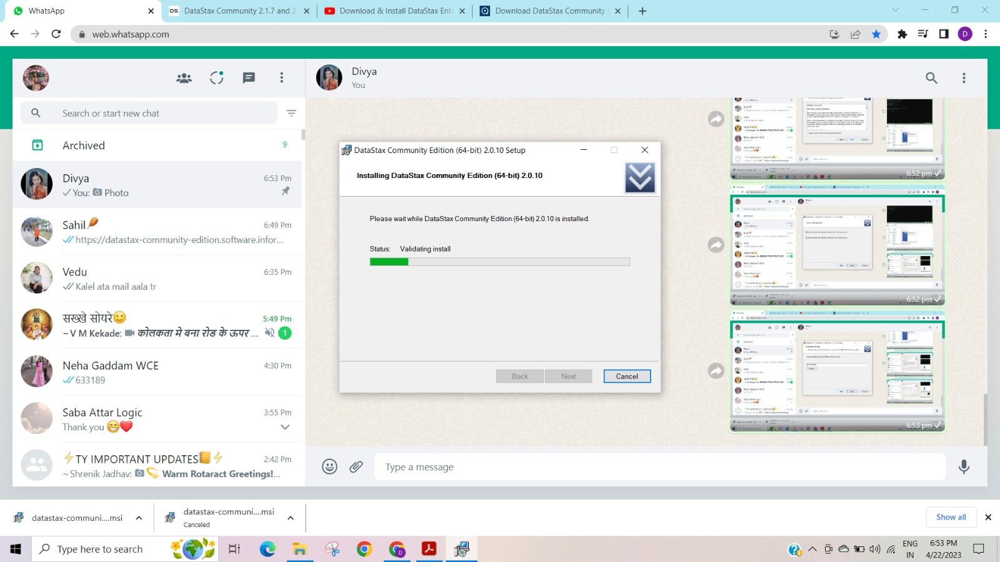 WhatsApp
DataStax Community 2.1.7 and 2
Download & Install DataStax Ente
Download DataStax Community
web.whatsapp.com
D
Divya
You
Search or start new chat
Archived
9
Divya
6:53 PM
You: Photo
Sahil
6:49 PM
https://datastax-community-edition.software.infor...
Vedu
6:35 PM
Kalel ata mail aala tr
सख्खे सोयरे
5:49 PM
~ V M Kekade: कोलकता मे बना रोड के ऊपर ...
1
Neha Gaddam WCE
4:30 PM
633189
Saba Attar Logic
3:55 PM
Thank you
TY IMPORTANT UPDATES
2:42 PM
~ Shrenik Jadhav: Warm Rotaract Greetings!...
DataStax Community Edition (64-bit) 2.0.10 Setup
Installing DataStax Community Edition (64-bit) 2.0.10
Please wait while DataStax Community Edition (64-bit) 2.0.10 is installed.
Status: Validating install
Back
Next
Cancel
6:52 pm
6:52 pm
6:53 pm
Type a message
datastax-communi....msi
datastax-communi....msi
Canceled
Show all
Type here to search
ENG
IN
6:53 PM
4/22/2023